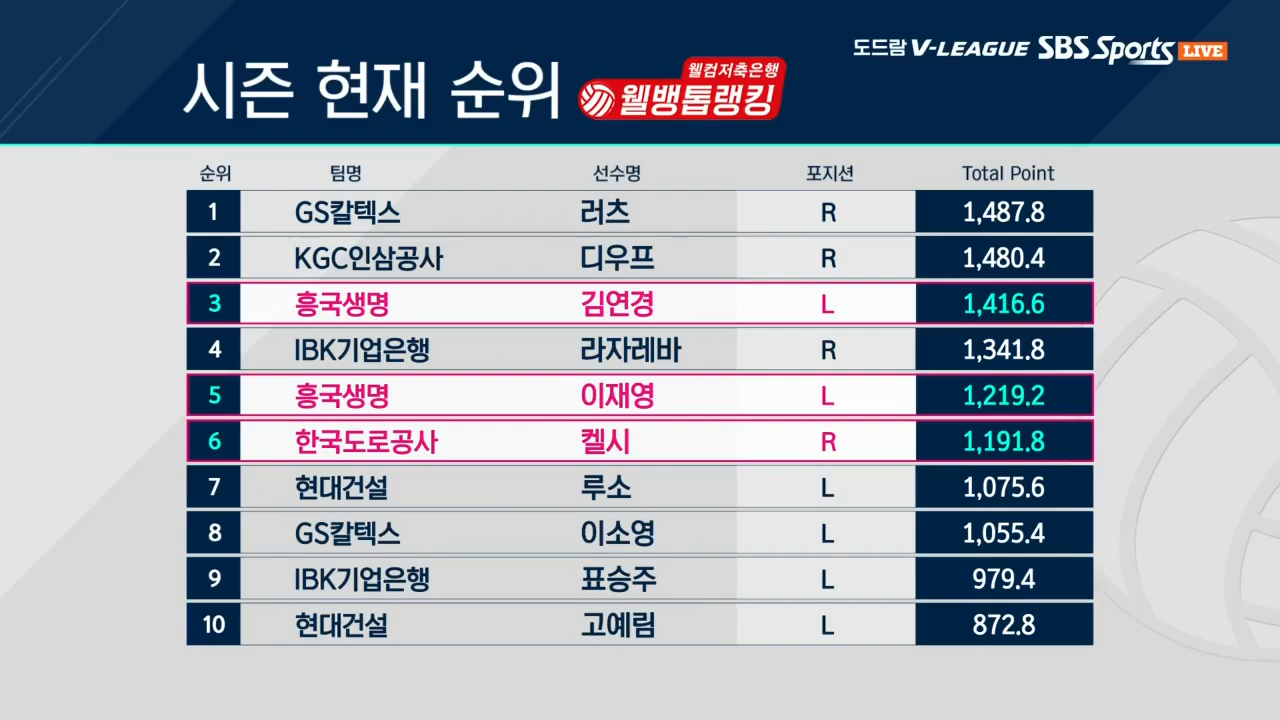 도드람 V-LEAGUE SBS Sports LIVE
시즌 현재 순위 웰컴저축은행 웰뱅톱랭킹
순위 팀명 선수명 포지션 Total Point
1 GS칼텍스 러츠 R 1,487.8
2 KGC인삼공사 디우프 R 1,480.4
3 흥국생명 김연경 L 1,416.6
4 IBK기업은행 라자레바 R 1,341.8
5 흥국생명 이재영 L 1,219.2
6 한국도로공사 켈시 R 1,191.8
7 현대건설 루소 L 1,075.6
8 GS칼텍스 이소영 L 1,055.4
9 IBK기업은행 표승주 L 979.4
10 현대건설 고예림 L 872.8